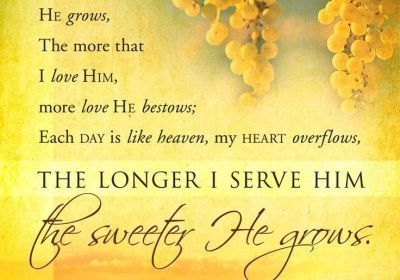 HE grows,
The more that
I love HIM,
more love HE bestows;
Each DAY is like heaven, my HEART overflows,
THE LONGER I SERVE HIM
the sweeter He grows.